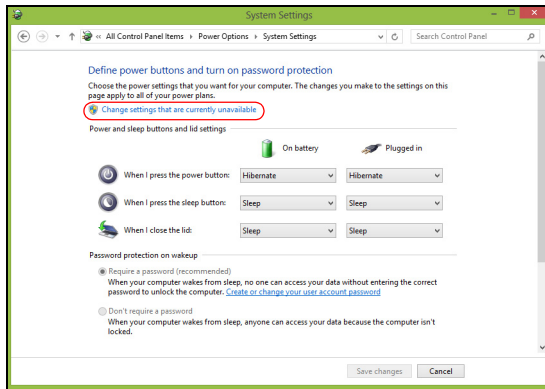 System Settings
« All Control Panel Items › Power Options › System Settings
Search Control Panel
Define power buttons and turn on password protection
Choose the power settings that you want for your computer. The changes you make to the settings on this
page apply to all of your power plans.
Change settings that are currently unavailable
Power and sleep buttons and lid settings
On battery
Plugged in
When I press the power button: Hibernate Hibernate
When I press the sleep button: Sleep Sleep
When I close the lid: Sleep Sleep
Password protection on wakeup
Require a password (recommended)
When your computer wakes from sleep, no one can access your data without entering the correct
password to unlock the computer. Create or change your user account password
Don't require a password
When your computer wakes from sleep, anyone can access your data because the computer isn't
locked.
Save changes Cancel